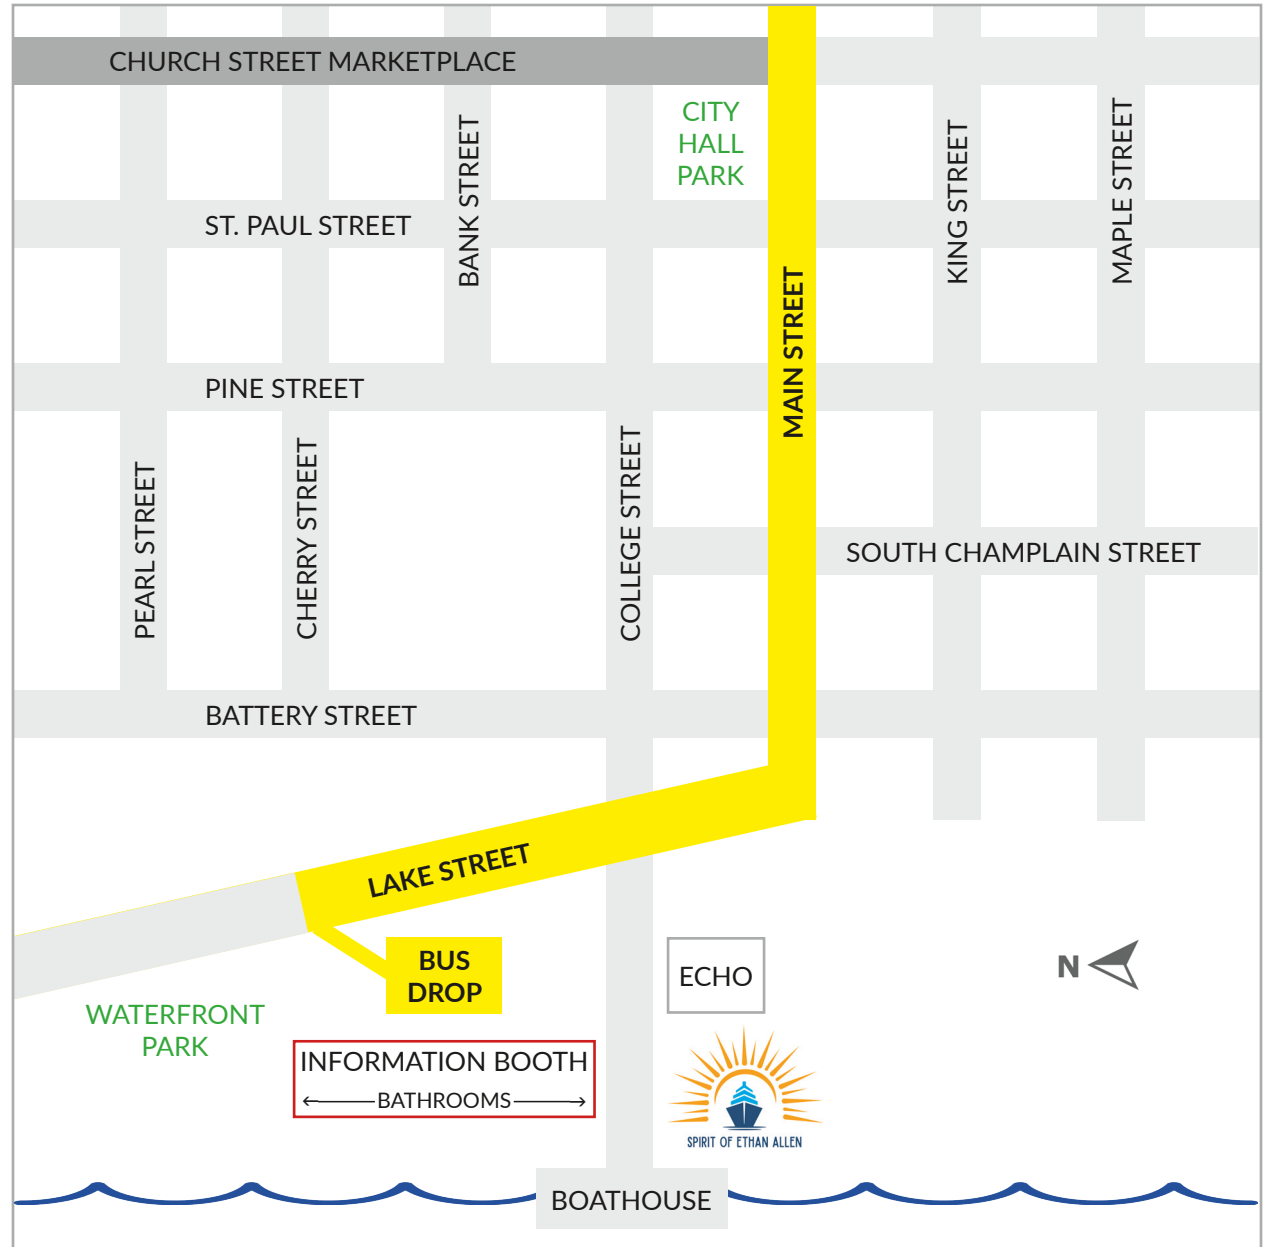 CHURCH STREET MARKETPLACE
CITY
HALL
PARK
BANK STREET
KING STREET
MAPLE STREET
ST. PAUL STREET
MAIN STREET
PINE STREET
PEARL STREET
CHERRY STREET
COLLEGE STREET
SOUTH CHAMPLAIN STREET
BATTERY STREET
LAKE STREET
BUS
DROP
ECHO
N
WATERFRONT
PARK
INFORMATION BOOTH
←BATHROOMS→
SPIRIT OF ETHAN ALLEN
BOATHOUSE